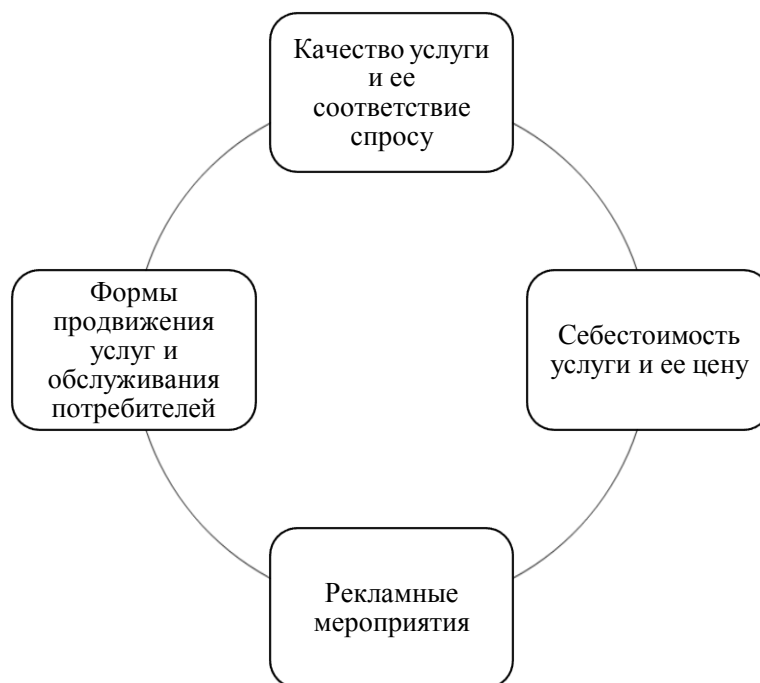 Качество услуги
и ее
соответствие
спросу
Формы
продвижения
услуг и
обслуживания
потребителей
Себестоимость
услуги и ее цену
Рекламные
мероприятия